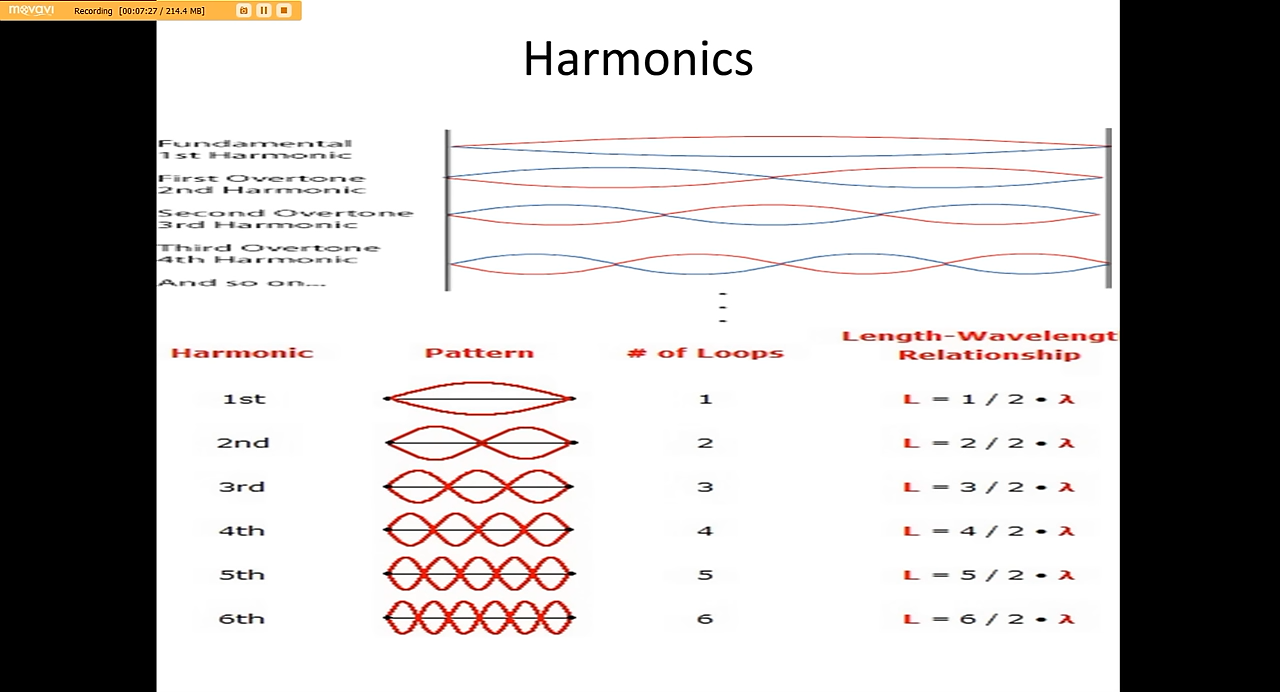 movavi Recording [00:07:27 / 214.4 MB]
Harmonics
Fundamental
1st Harmonic
First Overtone
2nd Harmonic
Second Overtone
3rd Harmonic
Third Overtone
4th Harmonic
And so on...
Harmonic Pattern # of Loops Length-Wavelengt
Relationship
1st 1 L = 1 / 2 • λ
2nd 2 L = 2 / 2 • λ
3rd 3 L = 3 / 2 • λ
4th 4 L = 4 / 2 • λ
5th 5 L = 5 / 2 • λ
6th 6 L = 6 / 2 • λ